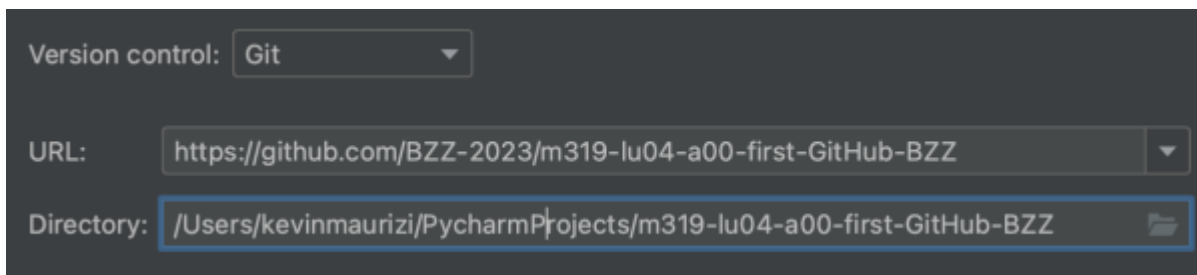 Version control: Git
URL: https://github.com/BZZ-2023/m319-lu04-a00-first-GitHub-BZZ
Directory: /Users/kevinmaurizi/PycharmProjects/m319-lu04-a00-first-GitHub-BZZ